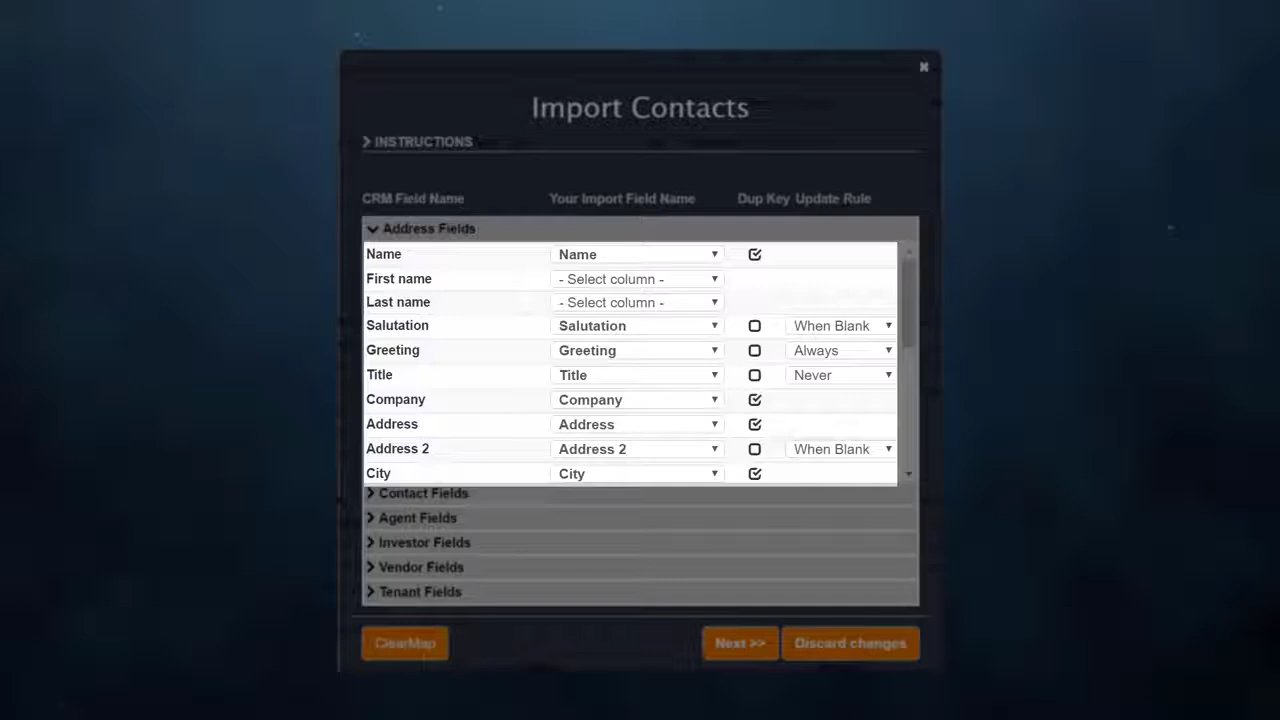 Import Contacts
INSTRUCTIONS
CRM Field Name Your Import Field Name Dup Key Update Rule
Address Fields
Name Name
First name - Select column -
Last name - Select column -
Salutation Salutation When Blank
Greeting Greeting Always
Title Title Never
Company Company
Address Address
Address 2 Address 2 When Blank
City City
Contact Fields
Agent Fields
Investor Fields
Vendor Fields
Tenant Fields
ClearMap Next >> Discard changes